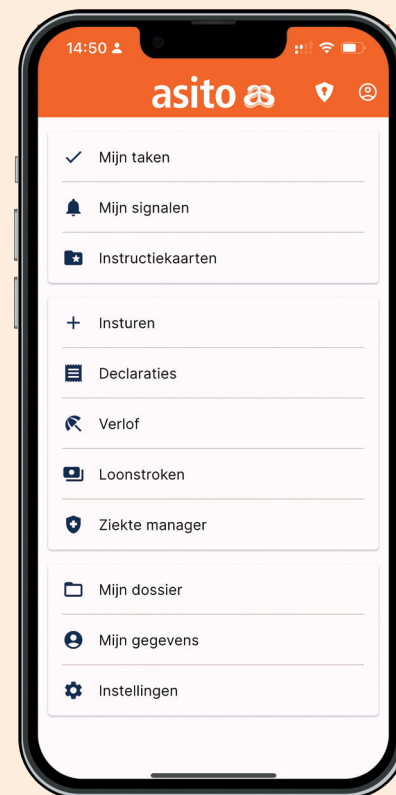 14:50
asito
Mijn taken
Mijn signalen
Instructiekaarten
Insturen
Declaraties
Verlof
Loonstroken
Ziekte manager
Mijn dossier
Mijn gegevens
Instellingen